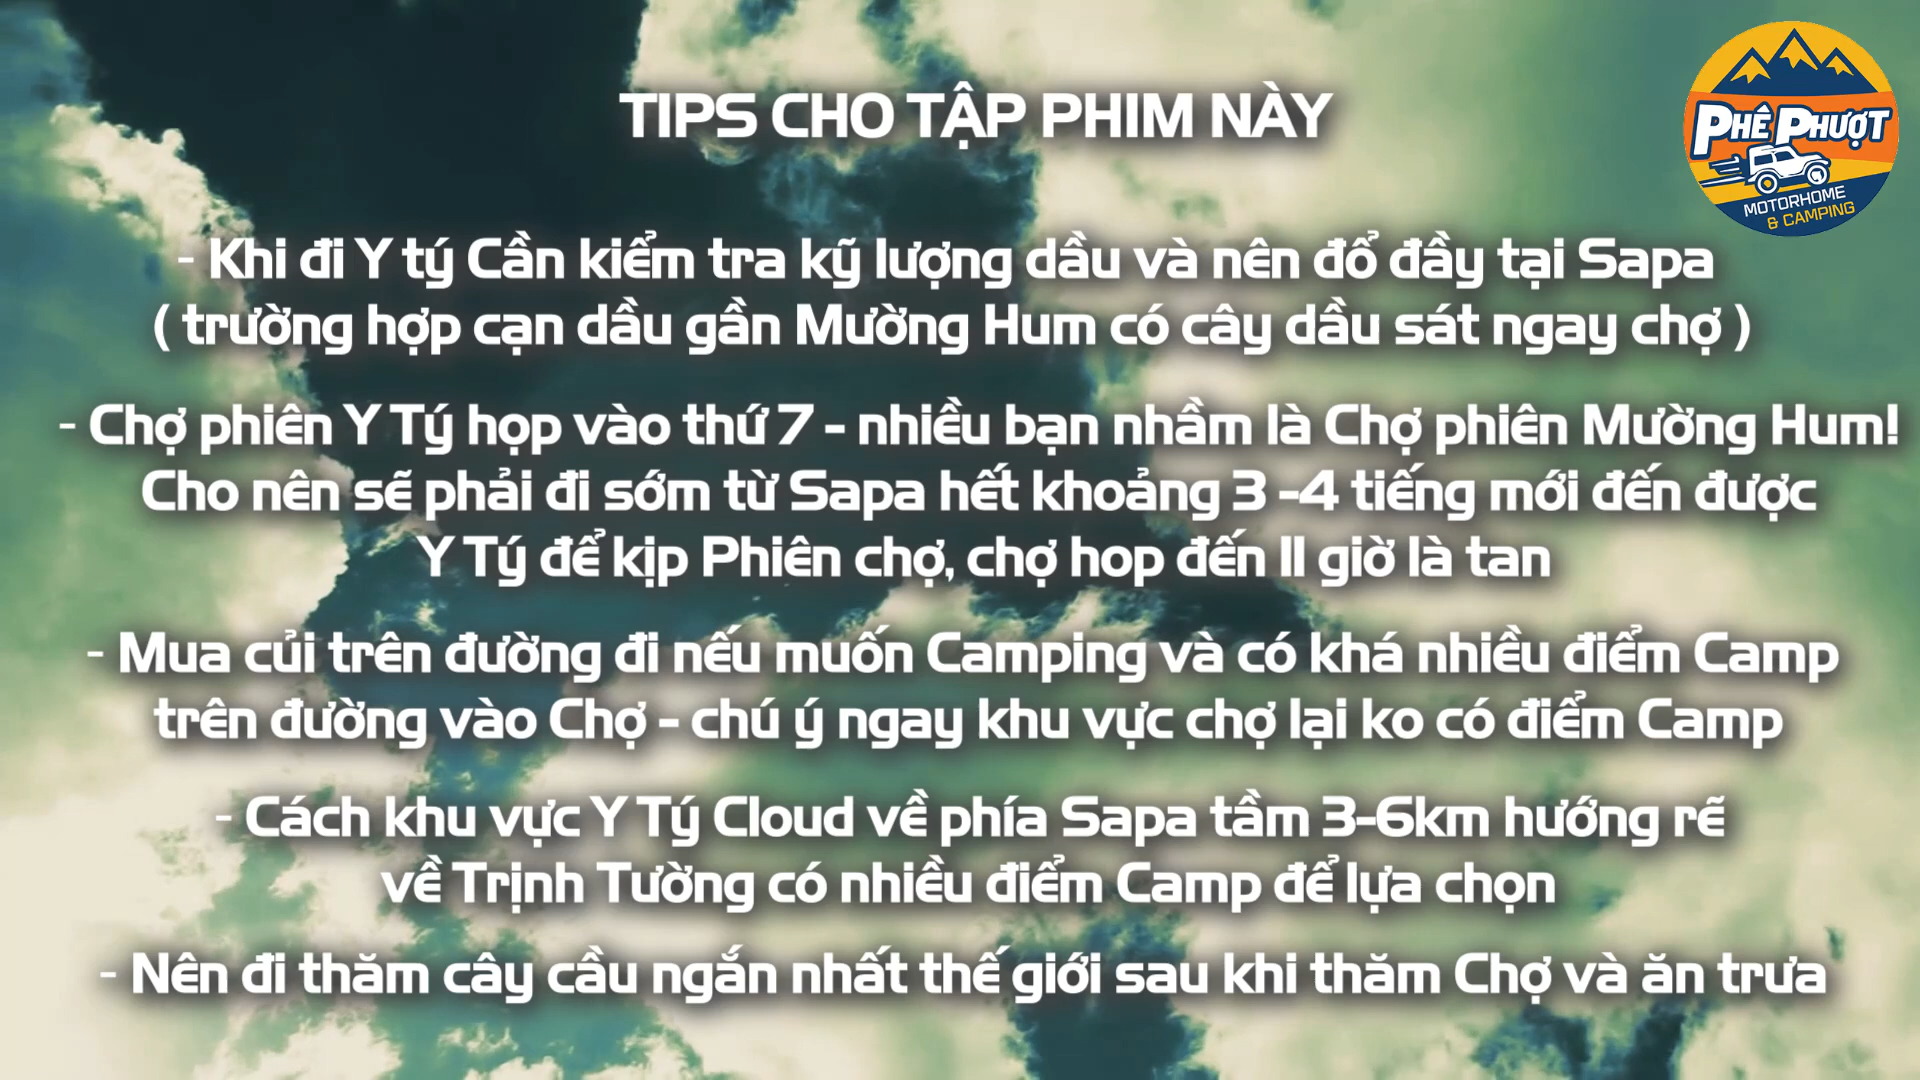 TIPS CHO TẬP PHIM NÀY
PHÊ PHƯỢT
MOTORHOME
& CAMPING
- Khi đi Y tý Cần kiểm tra kỹ lượng dầu và nên đổ đầy tại Sapa
( trường hợp cạn dầu gần Mường Hum có cây dầu sát ngay chợ )
- Chợ phiên Y Tý họp vào thứ 7 - nhiều bạn nhầm là Chợ phiên Mường Hum!
Cho nên sẽ phải đi sớm từ Sapa hết khoảng 3 -4 tiếng mới đến được
Y Tý để kịp Phiên chợ, chợ hop đến 11 giờ là tan
- Mua củi trên đường đi nếu muốn Camping và có khá nhiều điểm Camp
trên đường vào Chợ - chú ý ngay khu vực chợ lại ko có điểm Camp
- Cách khu vực Y Tý Cloud về phía Sapa tầm 3-6km hướng rẽ
về Trịnh Tường có nhiều điểm Camp để lựa chọn
- Nên đi thăm cây cầu ngắn nhất thế giới sau khi thăm Chợ và ăn trưa